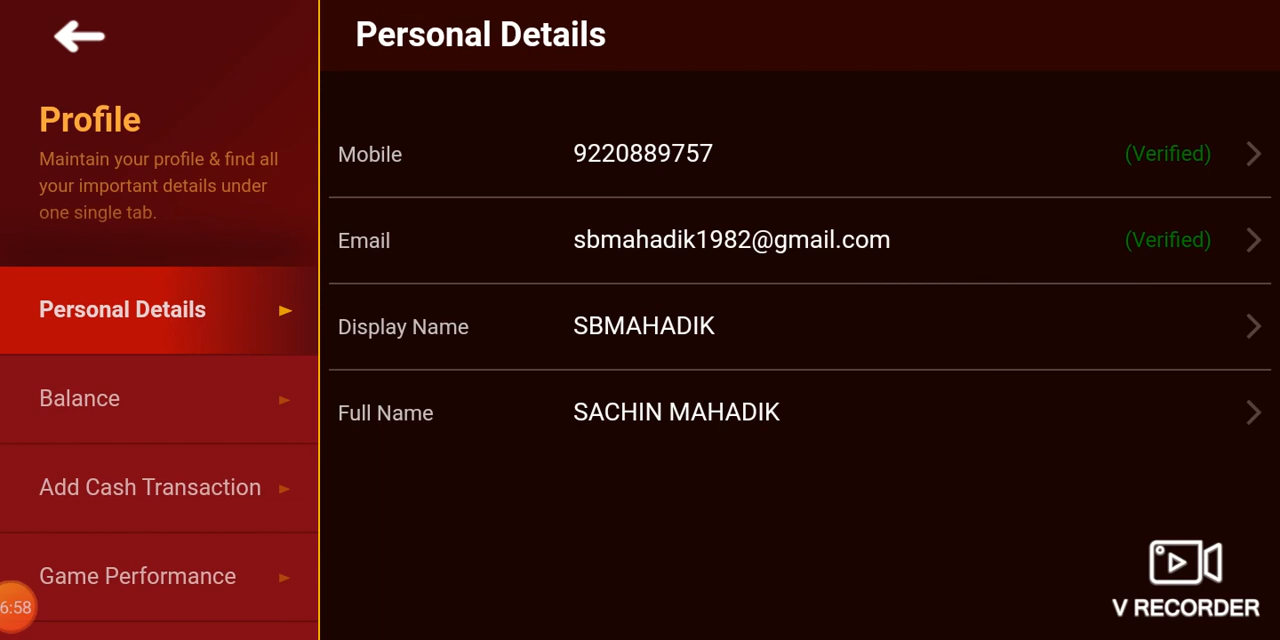 Personal Details
Profile
Maintain your profile & find all
your important details under
one single tab.
Personal Details
Balance
Add Cash Transaction
Game Performance
6:58
Mobile 9220889757 (Verified)
Email sbmahadik1982@gmail.com (Verified)
Display Name SBMAHADIK
Full Name SACHIN MAHADIK
V RECORDER